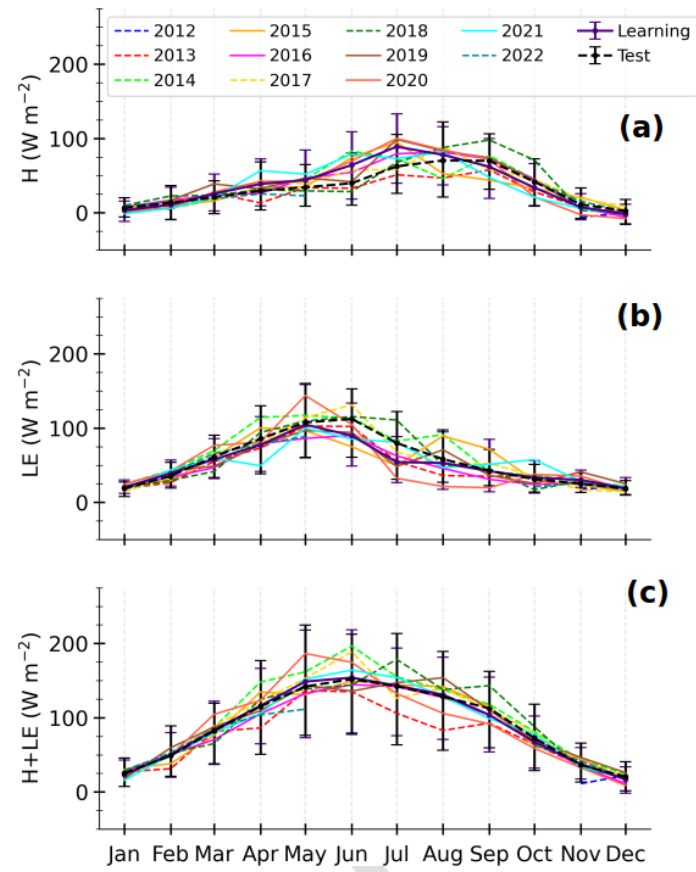 2012 2015 2018 2021 Learning
2013 2016 2019 2022 Test
2014 2017 2020
H (W m⁻²)
200
100
0
(a)
LE (W m⁻²)
200
100
0
(b)
H+LE (W m⁻²)
200
100
0
(c)
Jan Feb Mar Apr May Jun Jul Aug Sep Oct Nov Dec